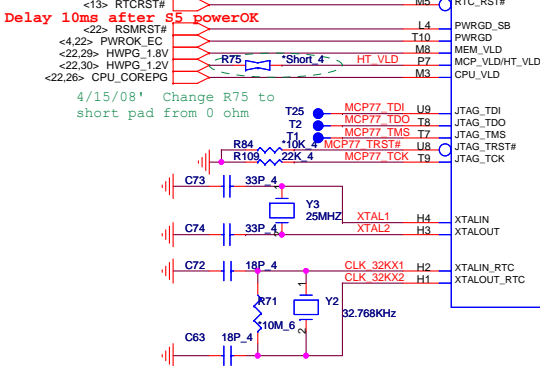 <13> RTCRST# M5 RTC_RST#
Delay 10ms after S5 powerOK
<22> RSMRST# L4 PWRGD_SB
<4,22> PWROK_EC T10 PWRGD
<22,29> HWPG_1.8V M8 MEM_VLD
<22,30> HWPG_1.2V R75 *Short_4 HT_VLD P7 MCP_VLD/HT_VLD
<22,26> CPU_COREPG M3 CPU_VLD
4/15/08' Change R75 to
short pad from 0 ohm
T25 MCP77_TDI U9 JTAG_TDI
T2 MCP77_TDO T8 JTAG_TDO
T1 MCP77_TMS T7 JTAG_TMS
R84 *10K_4 MCP77_TRST# U8 JTAG_TRST#
R109 22K_4 MCP77_TCK T9 JTAG_TCK
C73 33P_4
Y3
25MHZ XTAL1 H4 XTALIN
C74 33P_4 XTAL2 H3 XTALOUT
C72 18P_4 CLK_32KX1 H2 XTALIN_RTC
CLK_32KX2 H1 XTALOUT_RTC
1
R71 Y2
32.768KHz
*10M_6 2
C63 18P_4